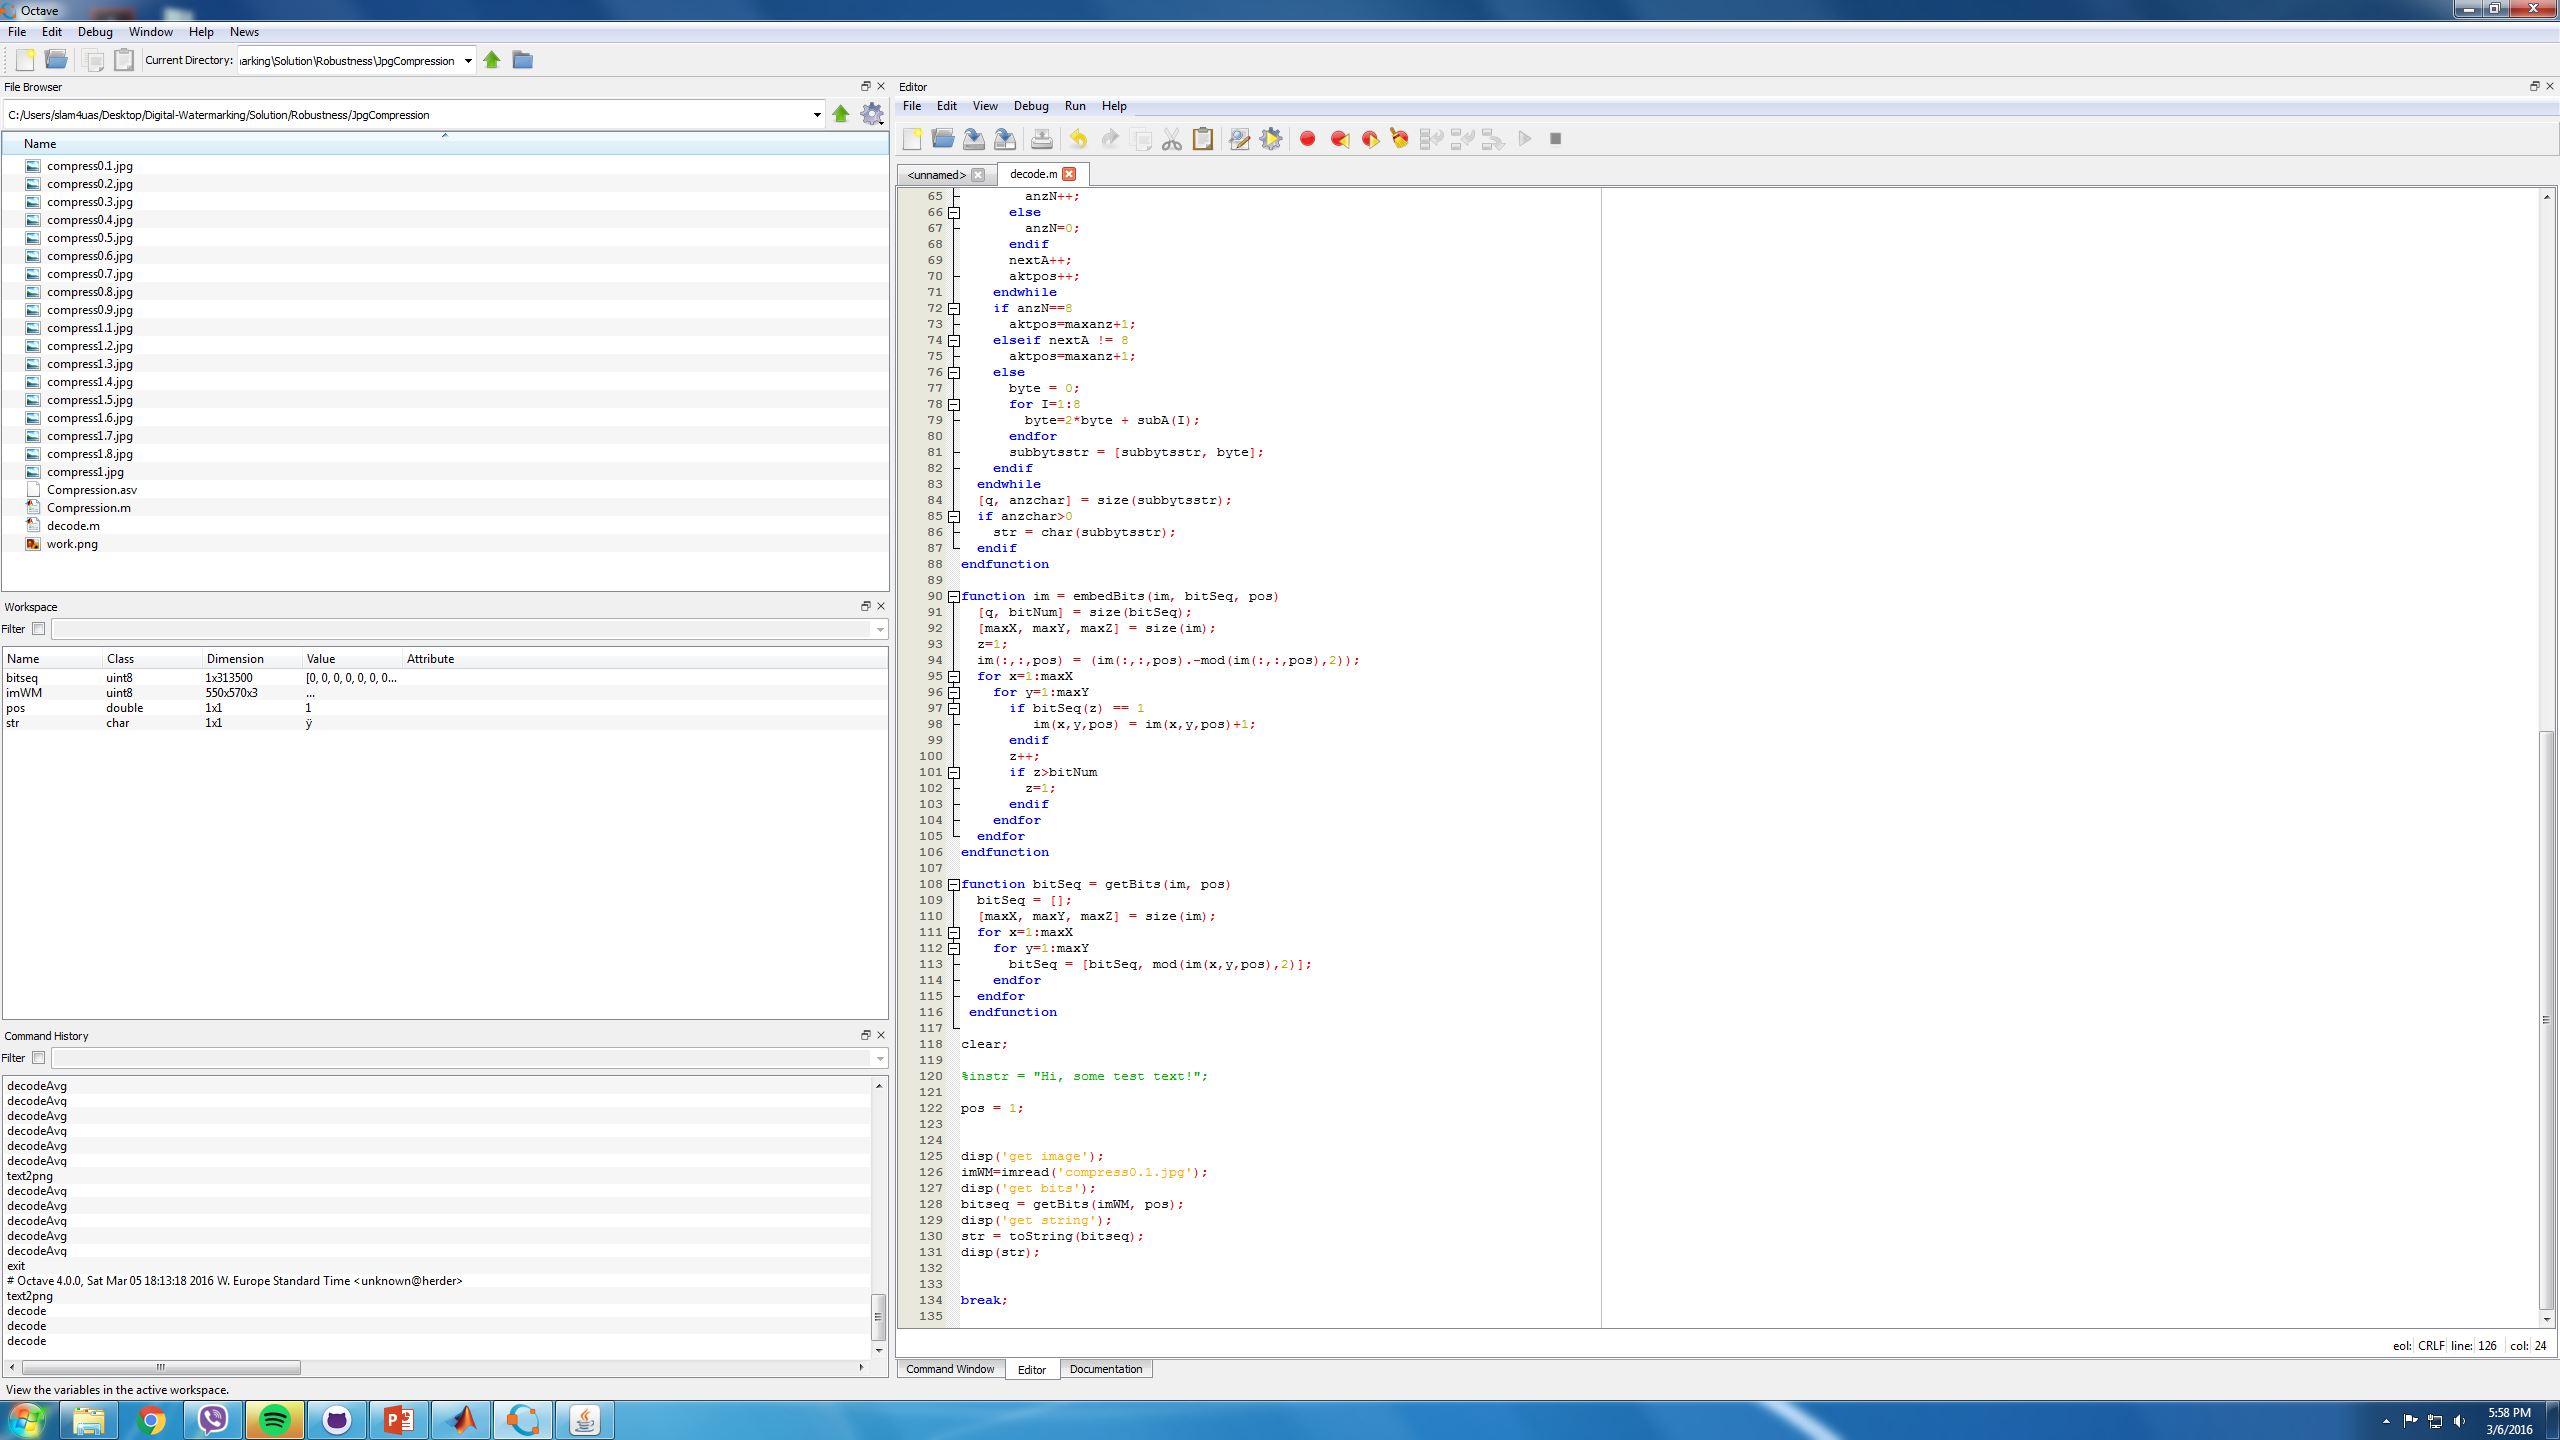 Octave
File Edit Debug Window Help News
Current Directory: arking\Solution\Robustness\JpgCompression
File Browser
C:/Users/slam4uas/Desktop/Digital-Watermarking/Solution/Robustness/JpgCompression
Name
compress0.1.jpg
compress0.2.jpg
compress0.3.jpg
compress0.4.jpg
compress0.5.jpg
compress0.6.jpg
compress0.7.jpg
compress0.8.jpg
compress0.9.jpg
compress1.1.jpg
compress1.2.jpg
compress1.3.jpg
compress1.4.jpg
compress1.5.jpg
compress1.6.jpg
compress1.7.jpg
compress1.8.jpg
compress1.jpg
Compression.asv
Compression.m
decode.m
work.png
Workspace
Filter
Name Class Dimension Value Attribute
bitseq uint8 1x313500 [0, 0, 0, 0, 0, 0, 0...
imWM uint8 550x570x3 ...
pos double 1x1 1
str char 1x1 ÿ
Command History
Filter
decodeAvg
decodeAvg
decodeAvg
decodeAvg
decodeAvg
decodeAvg
text2png
decodeAvg
decodeAvg
decodeAvg
decodeAvg
decodeAvg
exit
# Octave 4.0.0, Sat Mar 05 18:13:18 2016 W. Europe Standard Time <unknown@herder>
text2png
decode
decode
decode
View the variables in the active workspace.
Editor
File Edit View Debug Run Help
<unnamed> decode.m
65 anzN++;
66 else
67 anzN=0;
68 endif
69 nextA++;
70 aktpos++;
71 endwhile
72 if anzN==8
73 aktpos=maxanz+1;
74 elseif nextA != 8
75 aktpos=maxanz+1;
76 else
77 byte = 0;
78 for I=1:8
79 byte=2*byte + subA(I);
80 endfor
81 subbytsstr = [subbytsstr, byte];
82 endif
83 endwhile
84 [q, anzchar] = size(subbytsstr);
85 if anzchar>0
86 str = char(subbytsstr);
87 endif
88 endfunction
89
90 function im = embedBits(im, bitSeq, pos)
91 [q, bitNum] = size(bitSeq);
92 [maxX, maxY, maxZ] = size(im);
93 z=1;
94 im(:,:,pos) = (im(:,:,pos).-mod(im(:,:,pos),2));
95 for x=1:maxX
96 for y=1:maxY
97 if bitSeq(z) == 1
98 im(x,y,pos) = im(x,y,pos)+1;
99 endif
100 z++;
101 if z>bitNum
102 z=1;
103 endif
104 endfor
105 endfor
106 endfunction
107
108 function bitSeq = getBits(im, pos)
109 bitSeq = [];
110 [maxX, maxY, maxZ] = size(im);
111 for x=1:maxX
112 for y=1:maxY
113 bitSeq = [bitSeq, mod(im(x,y,pos),2)];
114 endfor
115 endfor
116 endfunction
117
118 clear;
119
120 %instr = "Hi, some test text!";
121
122 pos = 1;
123
124
125 disp('get image');
126 imWM=imread('compress0.1.jpg');
127 disp('get bits');
128 bitseq = getBits(imWM, pos);
129 disp('get string');
130 str = toString(bitseq);
131 disp(str);
132
133
134 break;
135
eol: CRLF line: 126 col: 24
Command Window Editor Documentation
5:58 PM
3/6/2016